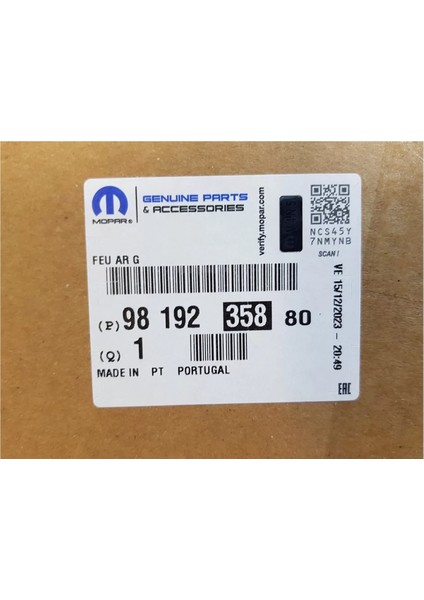 MOPAR®
GENUINE PARTS
& ACCESSORIES
verify.mopar.com
NCS45Y
7NMYNB
SCAN!
FEU AR G
(P) 98 192 358 80
(Q) 1
MADE IN PT PORTUGAL
VE 15/12/2023 - 20:49
EAC